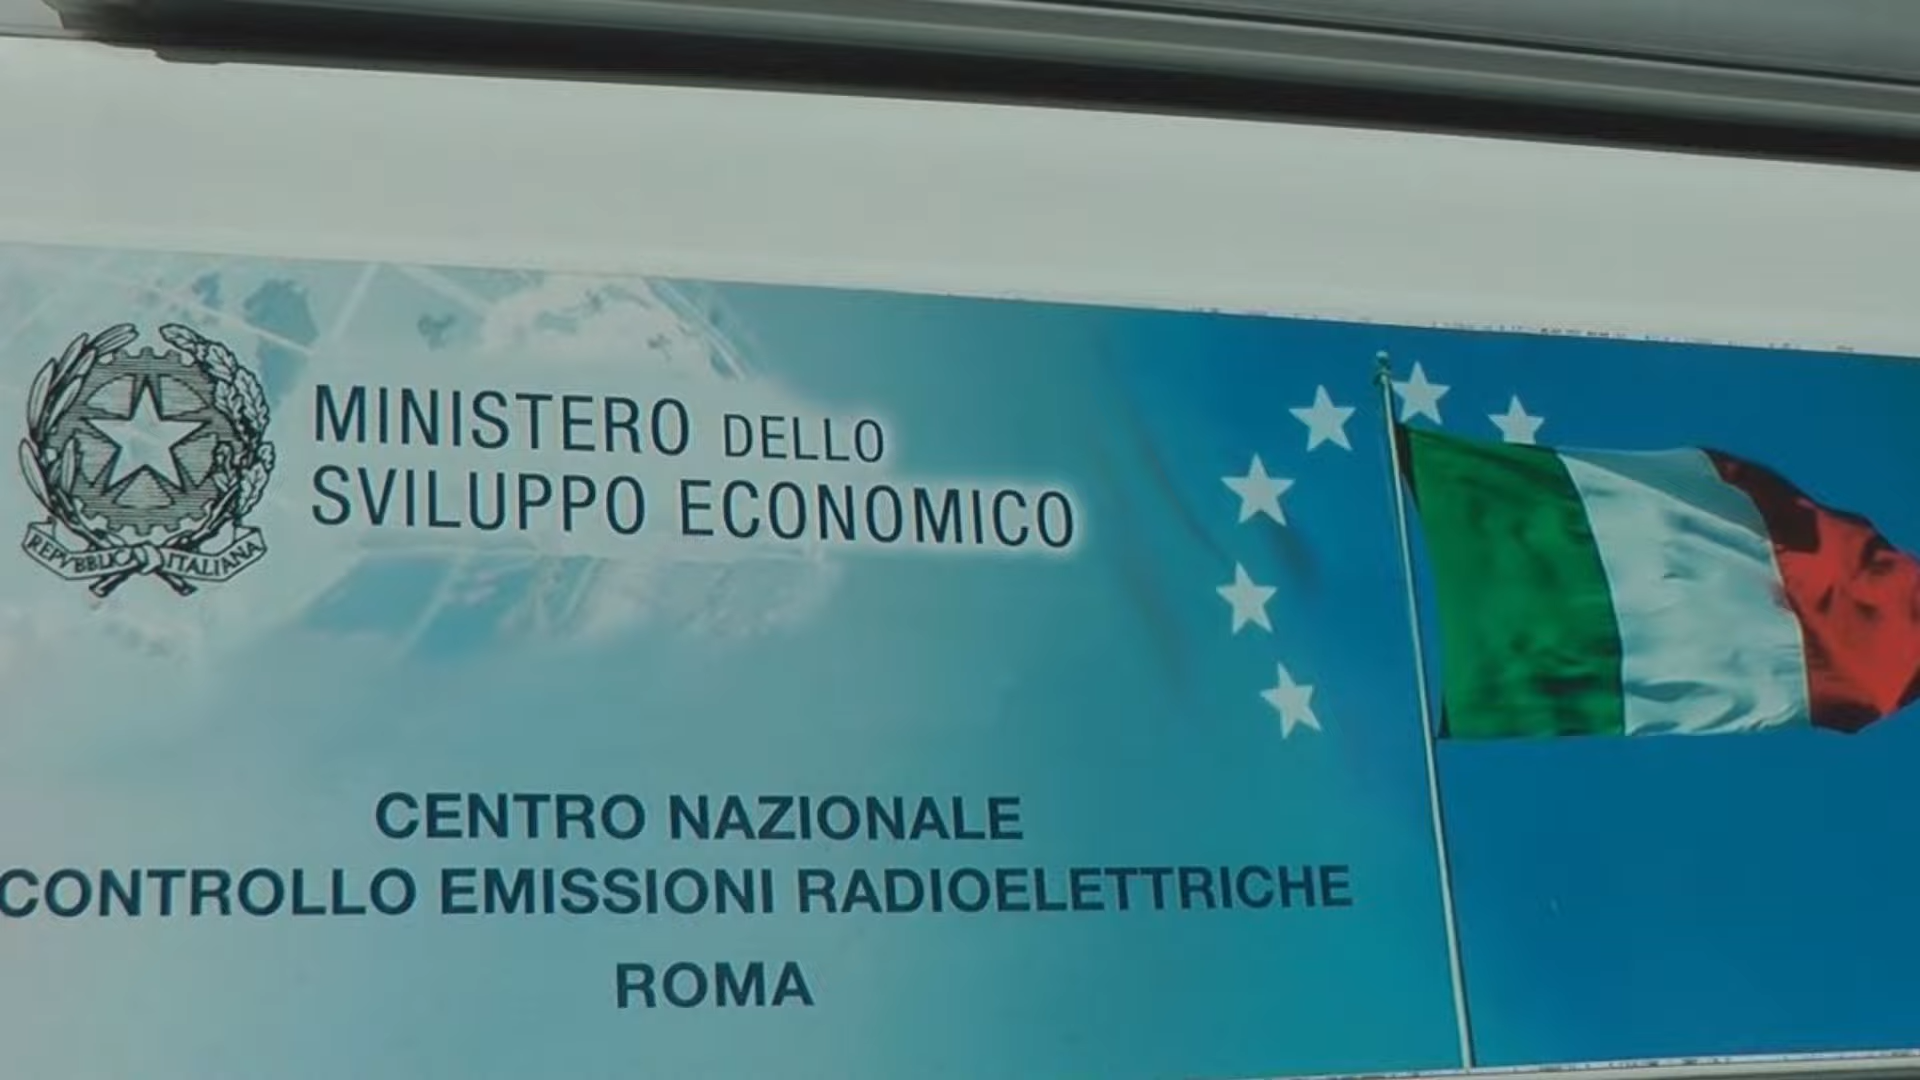 MINISTERO DELLO
SVILUPPO ECONOMICO
REPVBBLICA ITALIANA
CENTRO NAZIONALE
CONTROLLO EMISSIONI RADIOELETTRICHE
ROMA